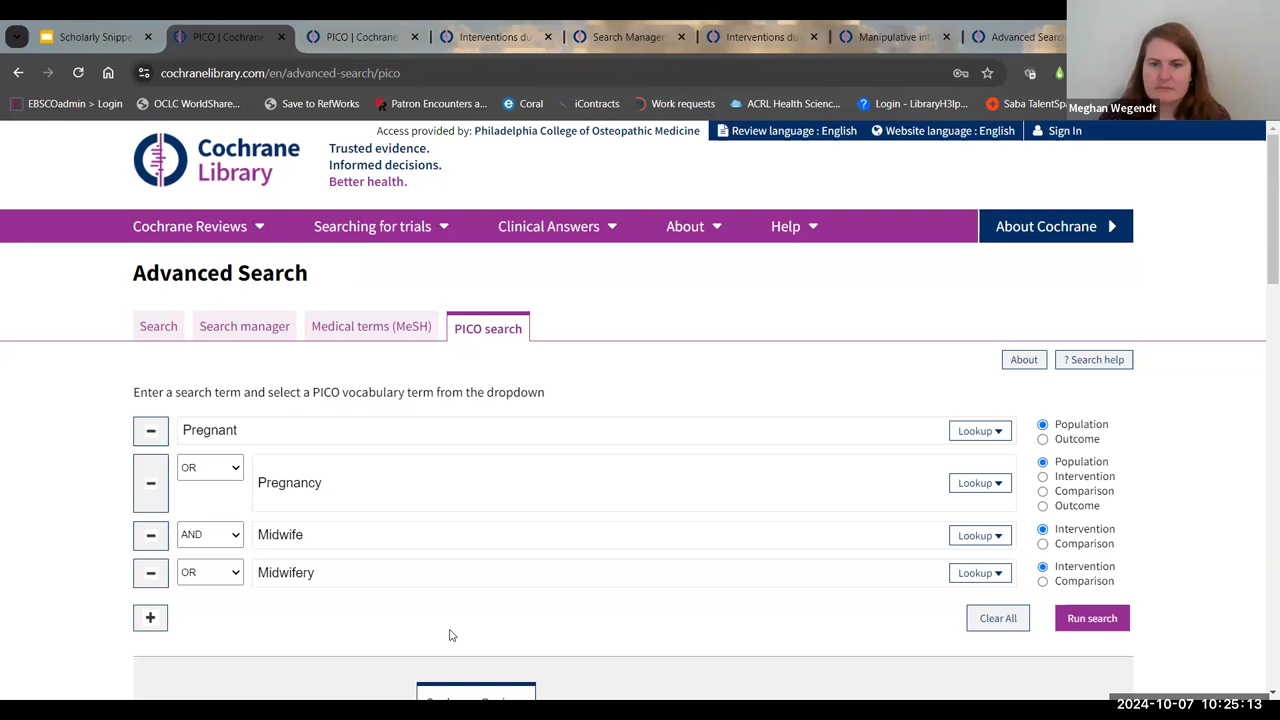 Scholarly Snippe
PICO | Cochrane
PICO | Cochrane
Interventions du
Search Manager
Interventions du
Manipulative int
Advanced Searc
cochranelibrary.com/en/advanced-search/pico
EBSCOadmin > Login
OCLC WorldShare...
Save to RefWorks
Patron Encounters ...
Coral
iContracts
Work requests
ACRL Health Scienc...
Login - LibraryH3lp...
Saba TalentSp
Meghan Wegendt
Access provided by: Philadelphia College of Osteopathic Medicine
Review language : English
Website language : English
Sign In
Cochrane
Library
Trusted evidence.
Informed decisions.
Better health.
Cochrane Reviews
Searching for trials
Clinical Answers
About
Help
About Cochrane
Advanced Search
Search
Search manager
Medical terms (MeSH)
PICO search
About
? Search help
Enter a search term and select a PICO vocabulary term from the dropdown
Pregnant
Lookup
Population
Outcome
OR
Pregnancy
Lookup
Population
Intervention
Comparison
Outcome
AND
Midwife
Lookup
Intervention
Comparison
OR
Midwifery
Lookup
Intervention
Comparison
Clear All
Run search
2024-10-07 10:25:13